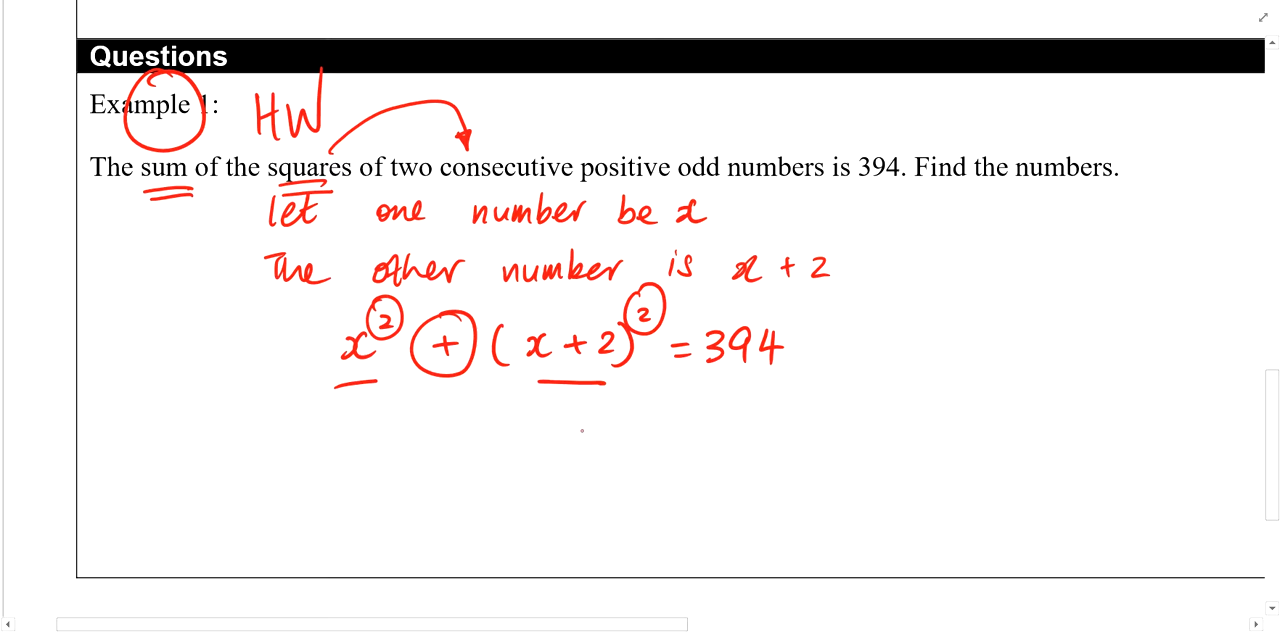 Questions
Example 1: HW
The sum of the squares of two consecutive positive odd numbers is 394. Find the numbers.
let one number be x
The other number is x + 2
x² + (x + 2)² = 394